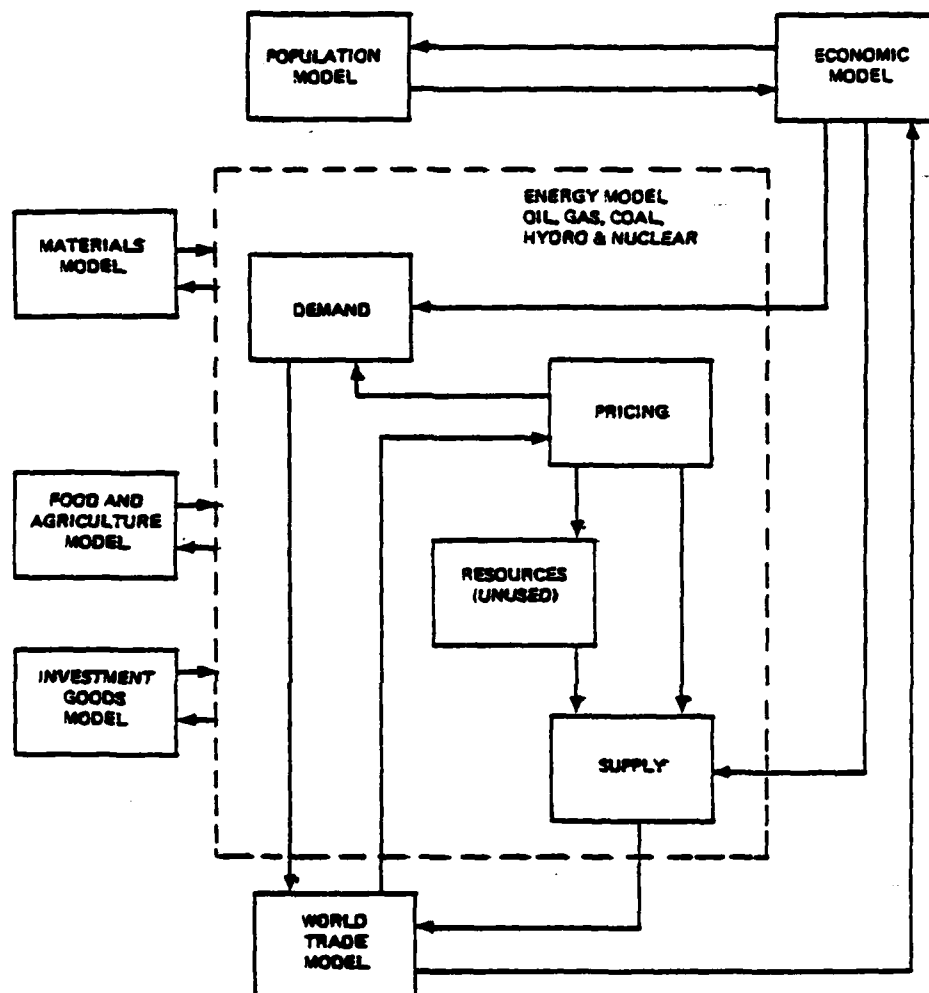 POPULATION
MODEL
ECONOMIC
MODEL
ENERGY MODEL
OIL, GAS, COAL,
HYDRO & NUCLEAR
MATERIALS
MODEL
DEMAND
PRICING
FOOD AND
AGRICULTURE
MODEL
RESOURCES
(UNUSED)
INVESTMENT
GOODS
MODEL
SUPPLY
WORLD
TRADE
MODEL